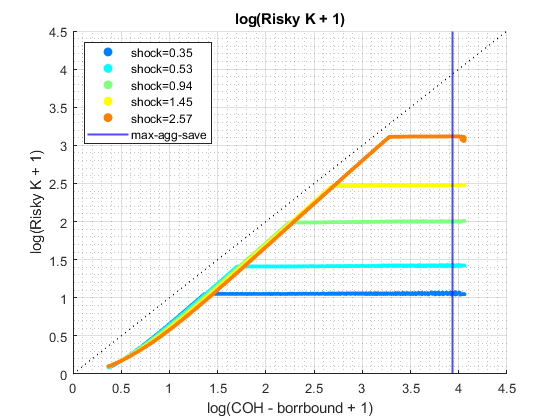 log(Risky K + 1)
4.5
4
3.5
3
2.5
2
1.5
1
0.5
0
log(Risky K + 1)
shock=0.35
shock=0.53
shock=0.94
shock=1.45
shock=2.57
max-agg-save
0 0.5 1 1.5 2 2.5 3 3.5 4 4.5
log(COH - borrbound + 1)